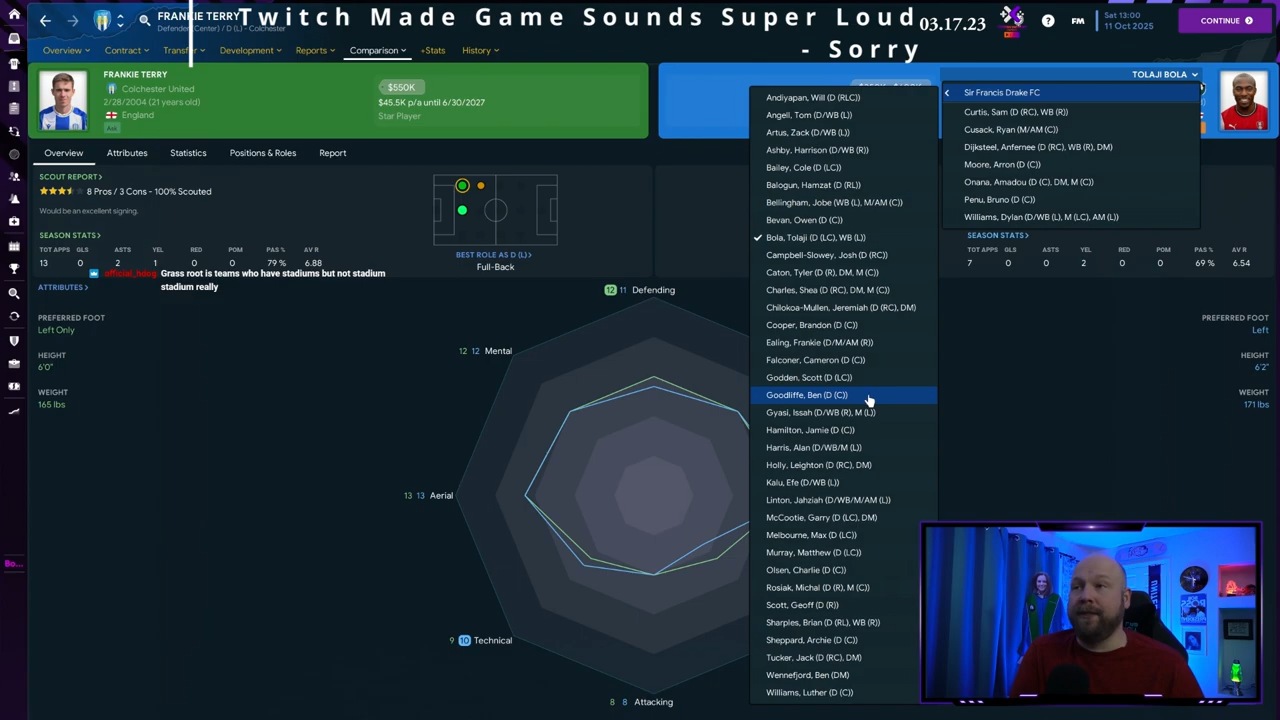 FRANKIE TERRY
Defender (Center) / D (L) - Colchester
Twitch Made Game Sounds Super Loud
- Sorry
03.17.23
FM
Sat 13:00
11 Oct 2025
CONTINUE
Overview
Contract
Transfer
Development
Reports
Comparison
+Stats
History
FRANKIE TERRY
Colchester United
2/28/2004 (21 years old)
England
$550K
$45.5K p/a until 6/30/2027
Star Player
TOLAJI BOLA
Sir Francis Drake FC
Curtis, Sam (D (RC), WB (R))
Cusack, Ryan (M/AM (C))
Dijksteel, Anfernee (D (RC), WB (R), DM)
Moore, Arron (D (C))
Onana, Amadou (D (C), DM, M (C))
Penu, Bruno (D (C))
Williams, Dylan (D/WB (L), M (LC), AM (L))
Andiyapan, Will (D (RLC))
Angell, Tom (D/WB (L))
Artus, Zack (D/WB (L))
Ashby, Harrison (D/WB (R))
Bailey, Cole (D (LC))
Balogun, Hamzat (D (RL))
Bellingham, Jobe (WB (L), M/AM (C))
Bevan, Owen (D (C))
Bola, Tolaji (D (LC), WB (L))
Campbell-Slowey, Josh (D (RC))
Caton, Tyler (D (R), DM, M (C))
Charles, Shea (D (RC), DM, M (C))
Chilokoa-Mullen, Jeremiah (D (RC), DM)
Cooper, Brandon (D (C))
Ealing, Frankie (D/M/AM (R))
Falconer, Cameron (D (C))
Godden, Scott (D (LC))
Goodliffe, Ben (D (C))
Gyasi, Issah (D/WB (R), M (L))
Hamilton, Jamie (D (C))
Harris, Alan (D/WB/M (L))
Holly, Leighton (D (RC), DM)
Kalu, Efe (D/WB (L))
Linton, Jahziah (D/WB/M/AM (L))
McCootie, Garry (D (LC), DM)
Melbourne, Max (D (LC))
Murray, Matthew (D (LC))
Olsen, Charlie (D (C))
Rosiak, Michal (D (R), M (C))
Scott, Geoff (D (R))
Sharples, Brian (D (RL), WB (R))
Sheppard, Archie (D (C))
Tucker, Jack (D (RC), DM)
Wennefjord, Ben (DM)
Williams, Luther (D (C))
Overview
Attributes
Statistics
Positions & Roles
Report
SCOUT REPORT>
8 Pros / 3 Cons - 100% Scouted
Would be an excellent signing.
SEASON STATS>
TOT APPS GLS ASTS YEL RED POM PAS % AV R
13 0 2 1 0 0 79 % 6.88
BEST ROLE AS D (L) >
Full-Back
official_hdcg Grass root is teams who have stadiums but not stadium
stadium really
ATTRIBUTES>
PREFERRED FOOT
Left Only
HEIGHT
6'0"
WEIGHT
165 lbs
12 11 Defending
12 12 Mental
13 13 Aerial
9 10 Technical
8 8 Attacking
SEASON STATS>
TOT APPS GLS ASTS YEL RED POM PAS % AV R
7 0 0 2 0 0 69 % 6.54
PREFERRED FOOT
Left
HEIGHT
6'2"
WEIGHT
171 lbs
Bo...